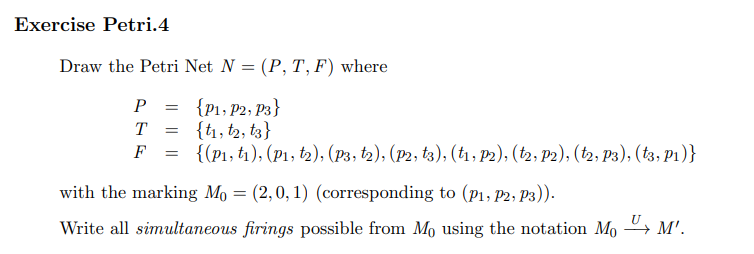 Exercise Petri.4
Draw the Petri Net N = (P, T, F) where
P = {p₁, p₂, p₃}
T = {t₁, t₂, t₃}
F = {(p₁, t₁), (p₁, t₂), (p₃, t₂), (p₂, t₃), (t₁, p₂), (t₂, p₂), (t₂, p₃), (t₃, p₁)}
with the marking M₀ = (2, 0, 1) (corresponding to (p₁, p₂, p₃)).
Write all simultaneous firings possible from M₀ using the notation M₀ —U→ M′.